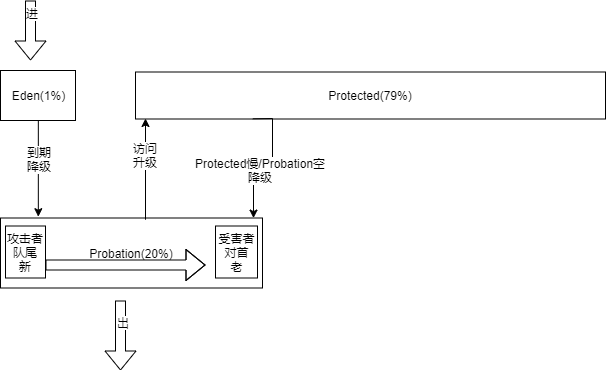 进
Eden(1%)
Protected(79%)
到期
降级
访问
升级
Protected慢/Probation空
降级
攻击者
队尾
新
Probation(20%)
受害者
对首
老
出